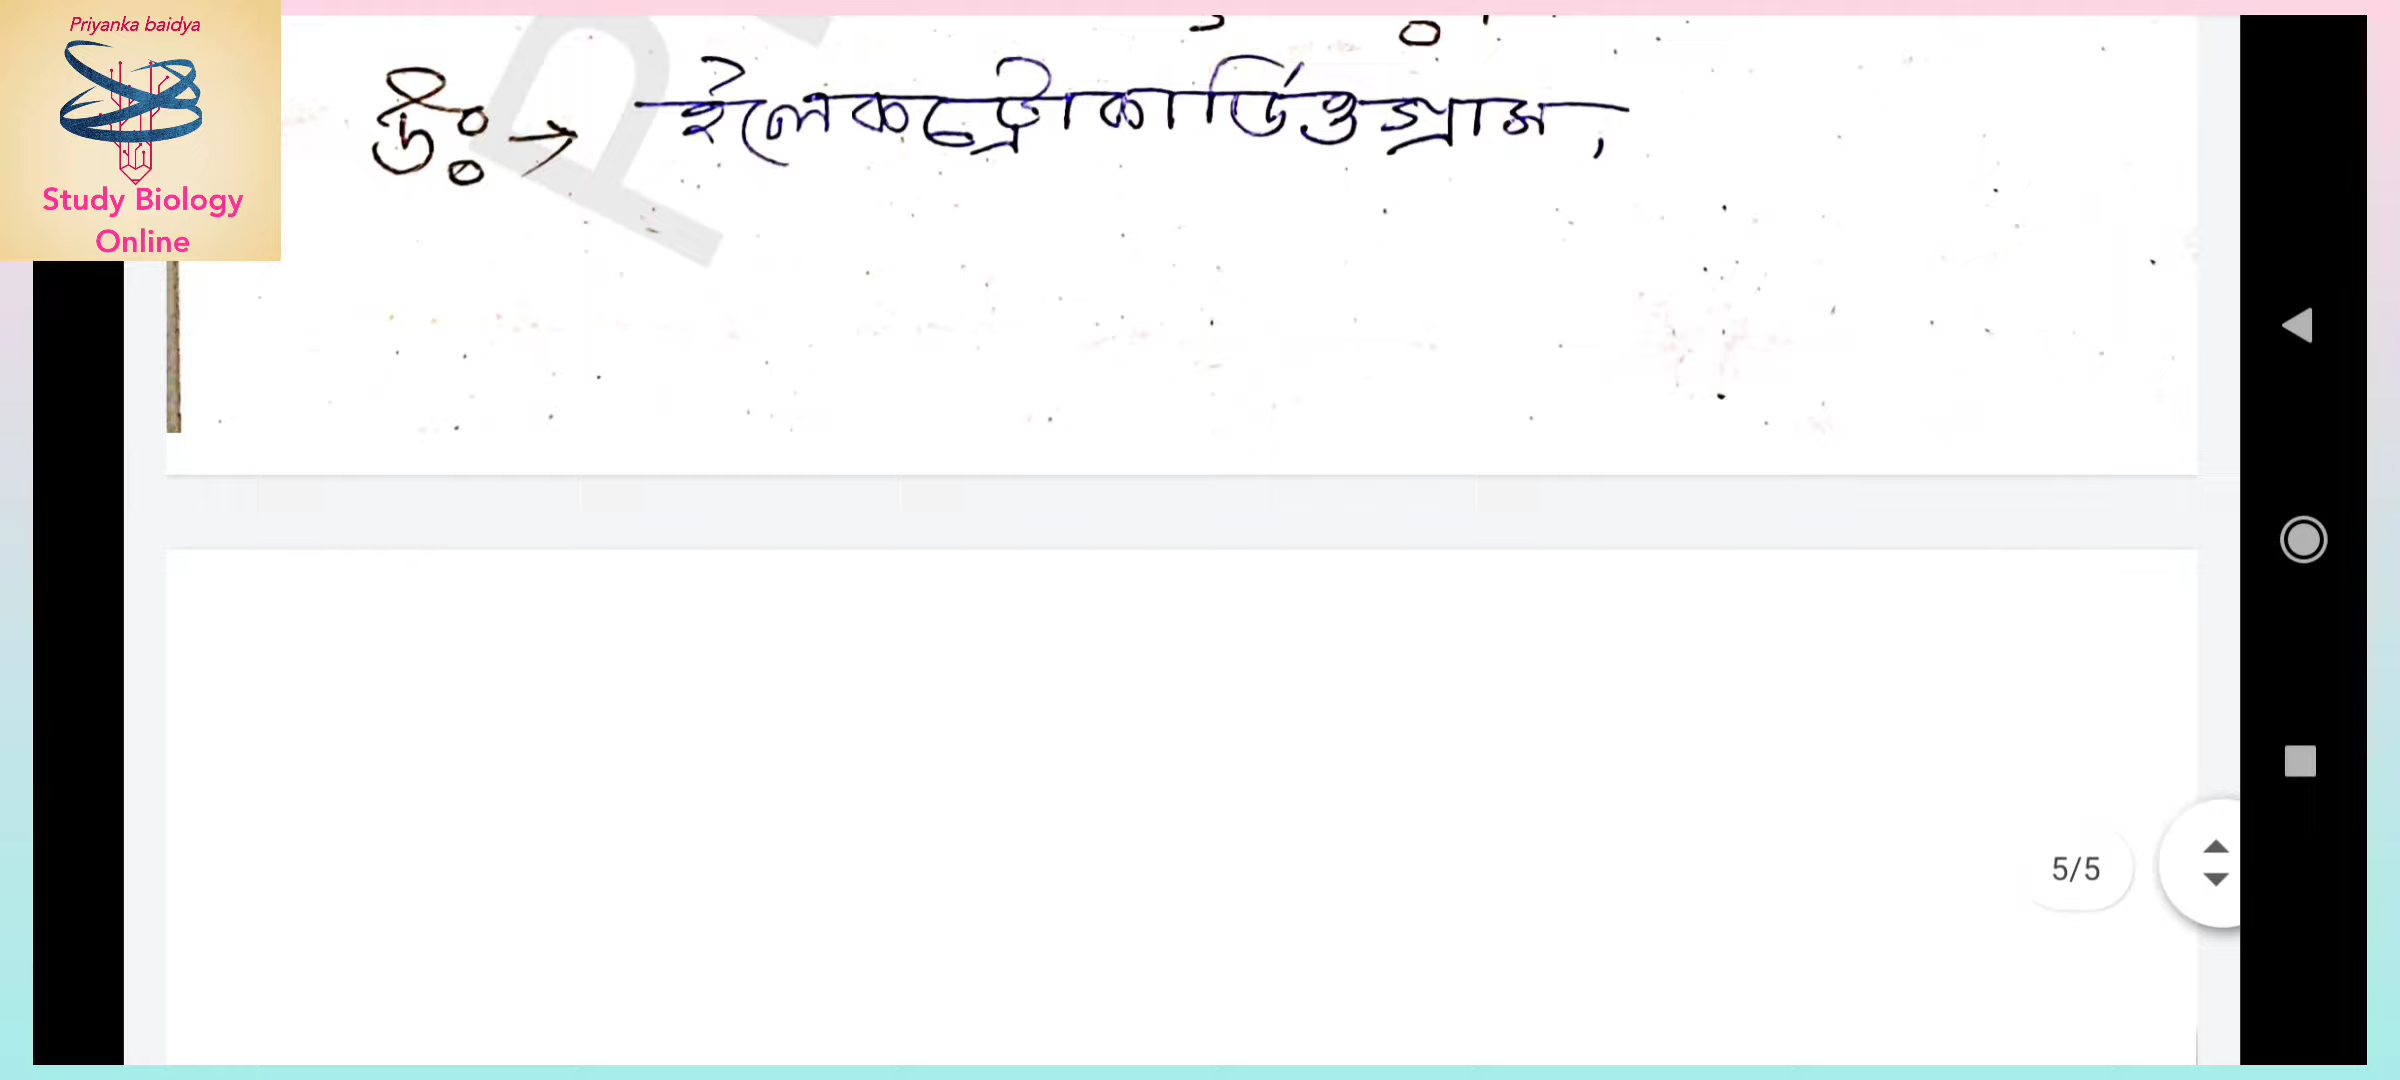 Priyanka baidya
Study Biology
Online
উঃ → ইলেকট্রোকার্ডিওগ্রাম,
5/5